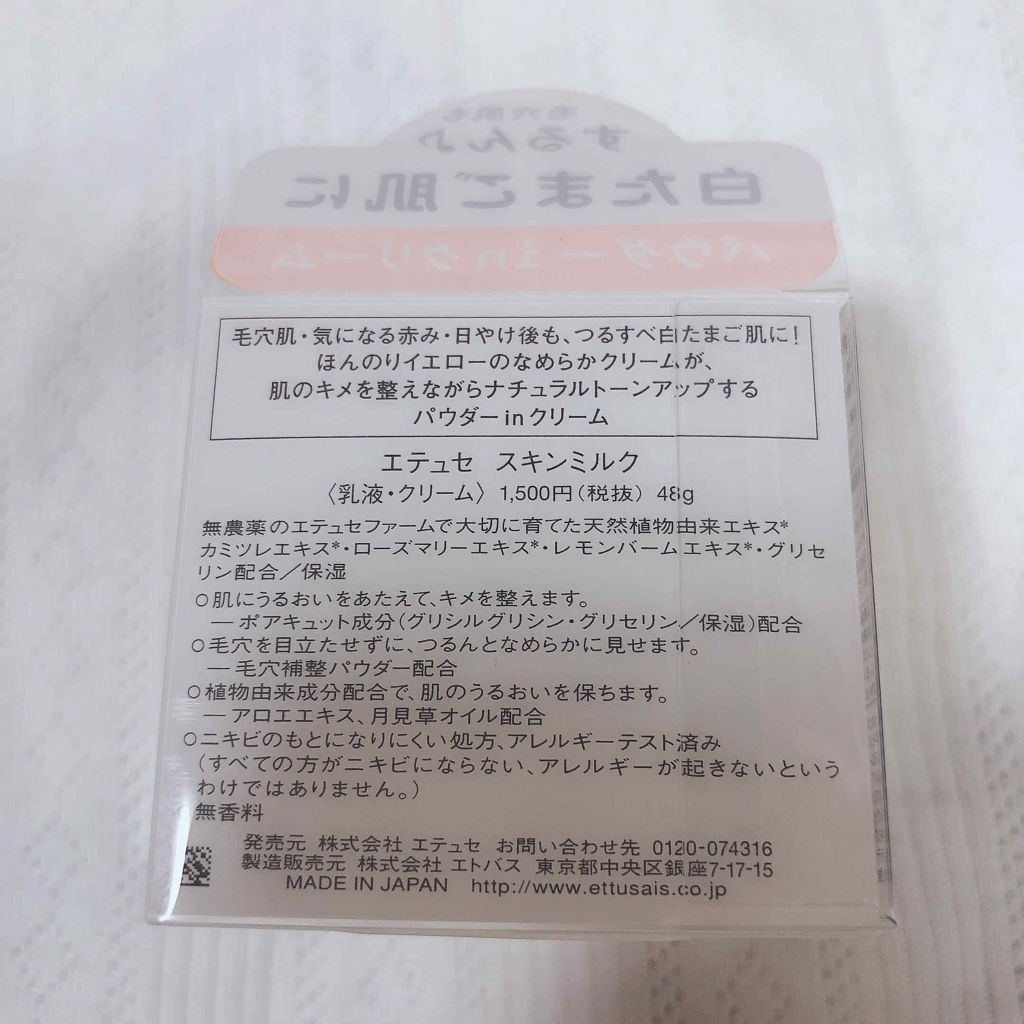 毛穴肌も
するん♪
白たまご肌に
パウダー in クリーム
毛穴肌・気になる赤み・日やけ後も、つるすべ白たまご肌に!
ほんのりイエローのなめらかクリームが、
肌のキメを整えながらナチュラルトーンアップする
パウダー in クリーム
エテュセ スキンミルク
〈乳液・クリーム〉 1,500円(税抜) 48g
無農薬のエテュセファームで大切に育てた天然植物由来エキス*
カミツレエキス*・ローズマリーエキス*・レモンバームエキス*・グリセ
リン配合/保湿
○肌にうるおいをあたえて、キメを整えます。
― ポアキュット成分(グリシルグリシン・グリセリン/保湿)配合
○毛穴を目立たせずに、つるんとなめらかに見せます。
― 毛穴補整パウダー配合
○植物由来成分配合で、肌のうるおいを保ちます。
― アロエエキス、月見草オイル配合
○ニキビのもとになりにくい処方、アレルギーテスト済み
(すべての方がニキビにならない、アレルギーが起きないという
わけではありません。)
無香料
発売元 株式会社 エテュセ お問い合わせ先 0120-074316
製造販売元 株式会社 エトバス 東京都中央区銀座7-17-15
MADE IN JAPAN http://www.ettusais.co.jp